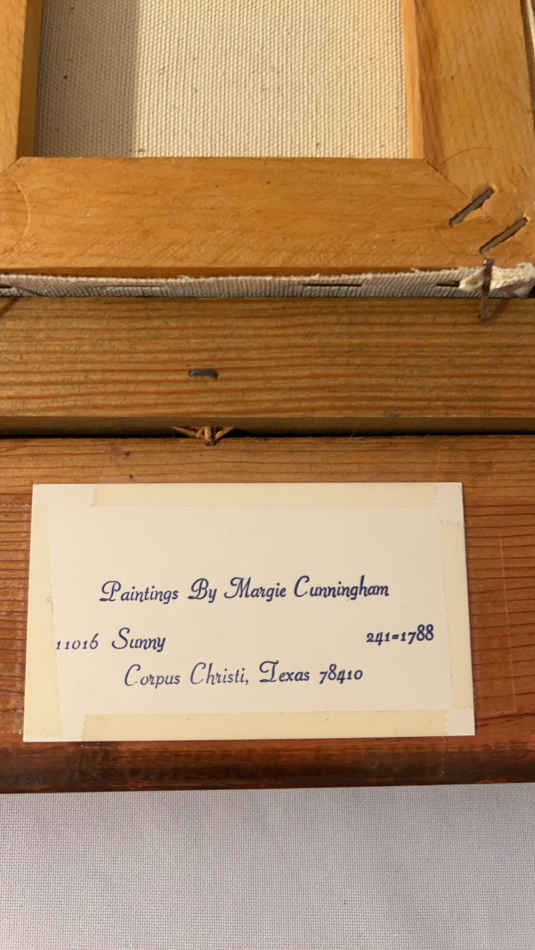 Paintings By Margie Cunningham
11016 Sunny 241-1788
Corpus Christi, Texas 78410